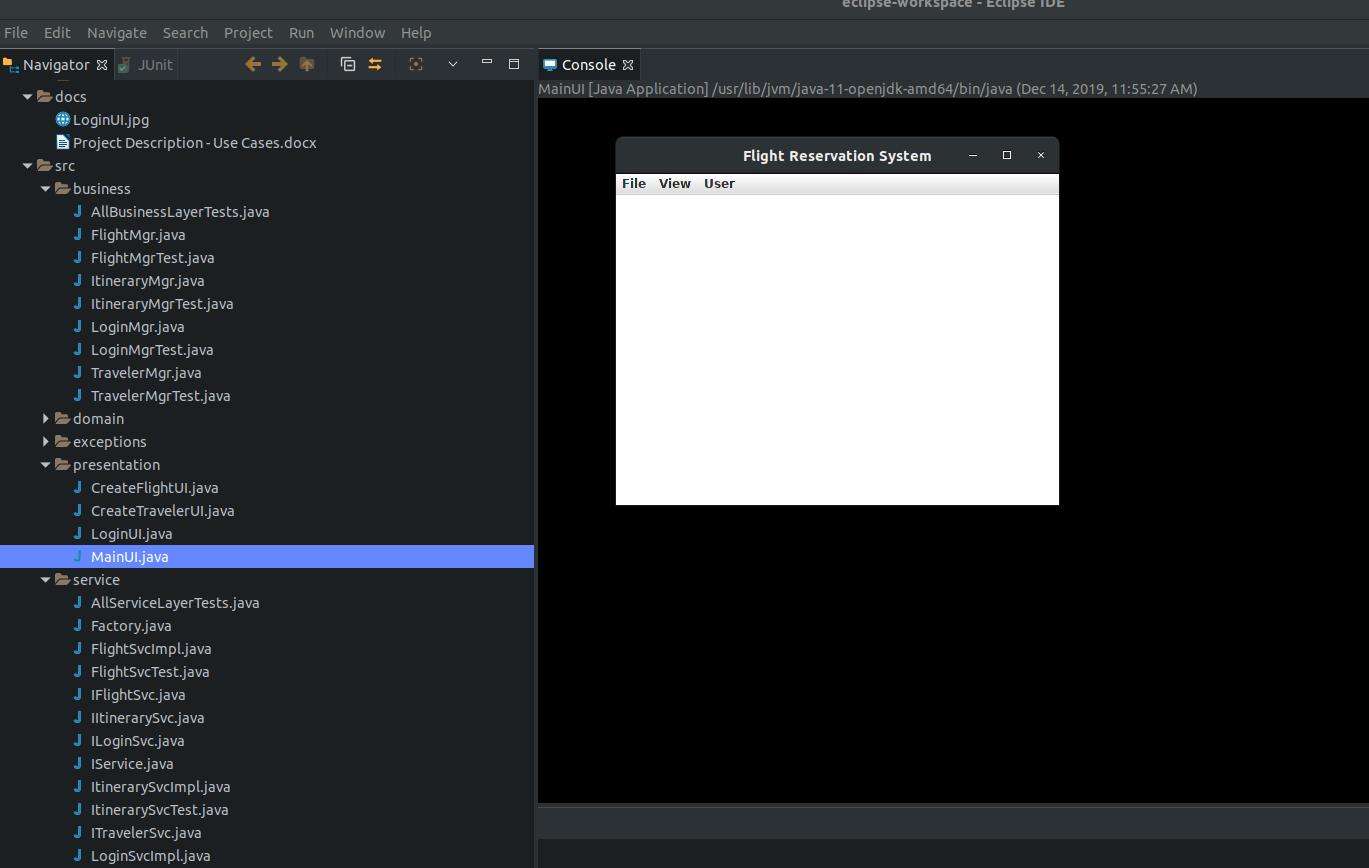 eclipse-workspace - Eclipse IDE
File Edit Navigate Search Project Run Window Help
Navigator JUnit
docs
LoginUI.jpg
Project Description - Use Cases.docx
src
business
AllBusinessLayerTests.java
FlightMgr.java
FlightMgrTest.java
ItineraryMgr.java
ItineraryMgrTest.java
LoginMgr.java
LoginMgrTest.java
TravelerMgr.java
TravelerMgrTest.java
domain
exceptions
presentation
CreateFlightUI.java
CreateTravelerUI.java
LoginUI.java
MainUI.java
service
AllServiceLayerTests.java
Factory.java
FlightSvcImpl.java
FlightSvcTest.java
IFlightSvc.java
IItinerarySvc.java
ILoginSvc.java
IService.java
ItinerarySvcImpl.java
ItinerarySvcTest.java
ITravelerSvc.java
LoginSvcImpl.java
Console
MainUI [Java Application] /usr/lib/jvm/java-11-openjdk-amd64/bin/java (Dec 14, 2019, 11:55:27 AM)
Flight Reservation System
File View User